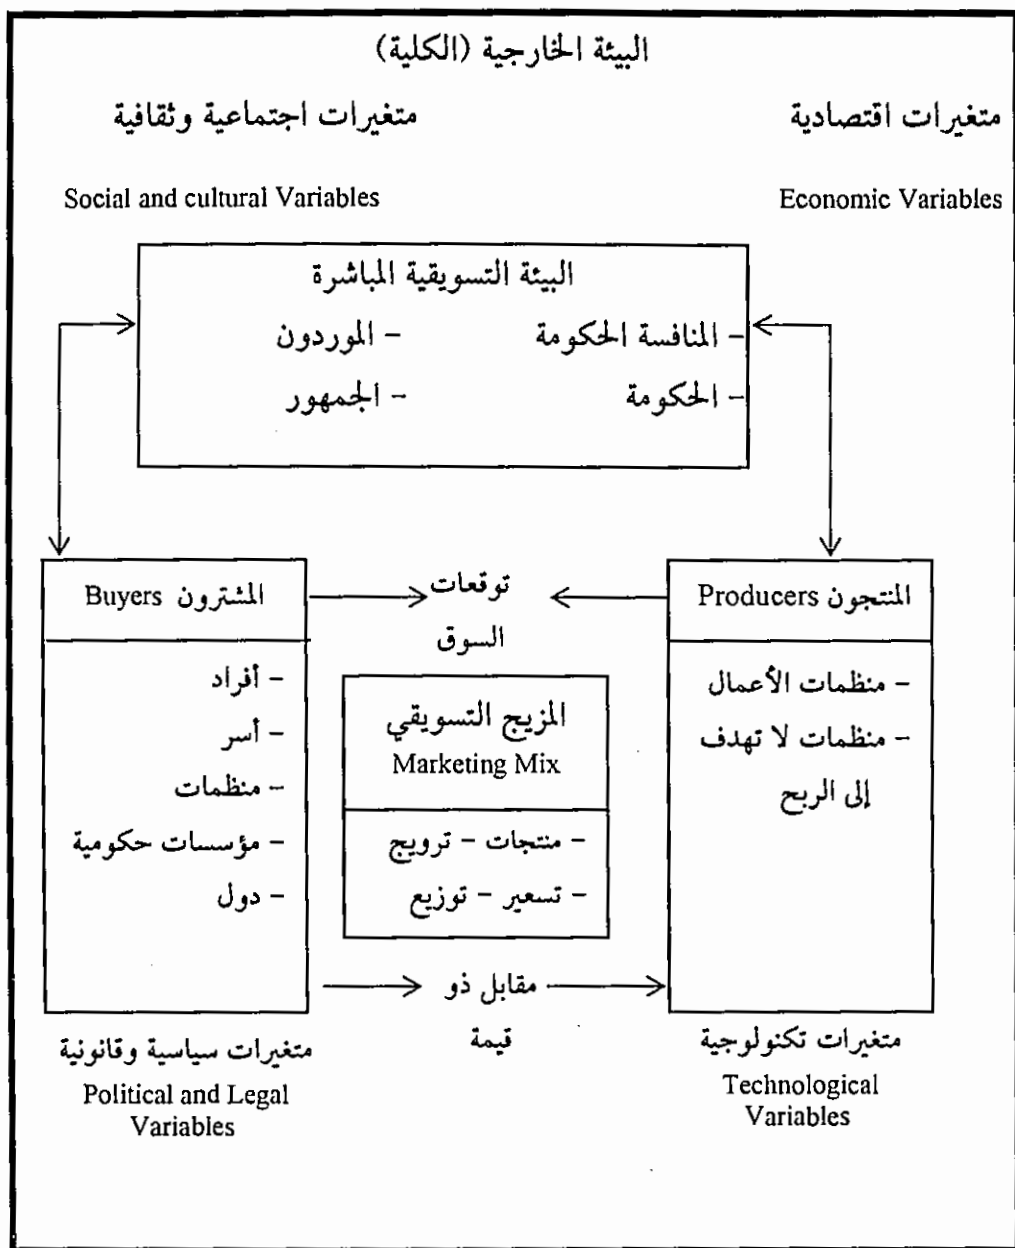 البيئة الخارجية (الكلية)
متغيرات اقتصادية
متغيرات اجتماعية وثقافية
Economic Variables
Social and cultural Variables
البيئة التسويقية المباشرة
- المنافسة الحكومة
- الموردون
- الحكومة
- الجمهور
المنتجون Producers
- منظمات الأعمال
- منظمات لا تهدف
إلى الربح
توقعات
السوق
المزيج التسويقي
Marketing Mix
- منتجات - ترويج
- تسعير - توزيع
مقابل ذو
قيمة
المشترون Buyers
- أفراد
- أسر
- منظمات
- مؤسسات حكومية
- دول
متغيرات تكنولوجية
Technological
Variables
متغيرات سياسية وقانونية
Political and Legal
Variables